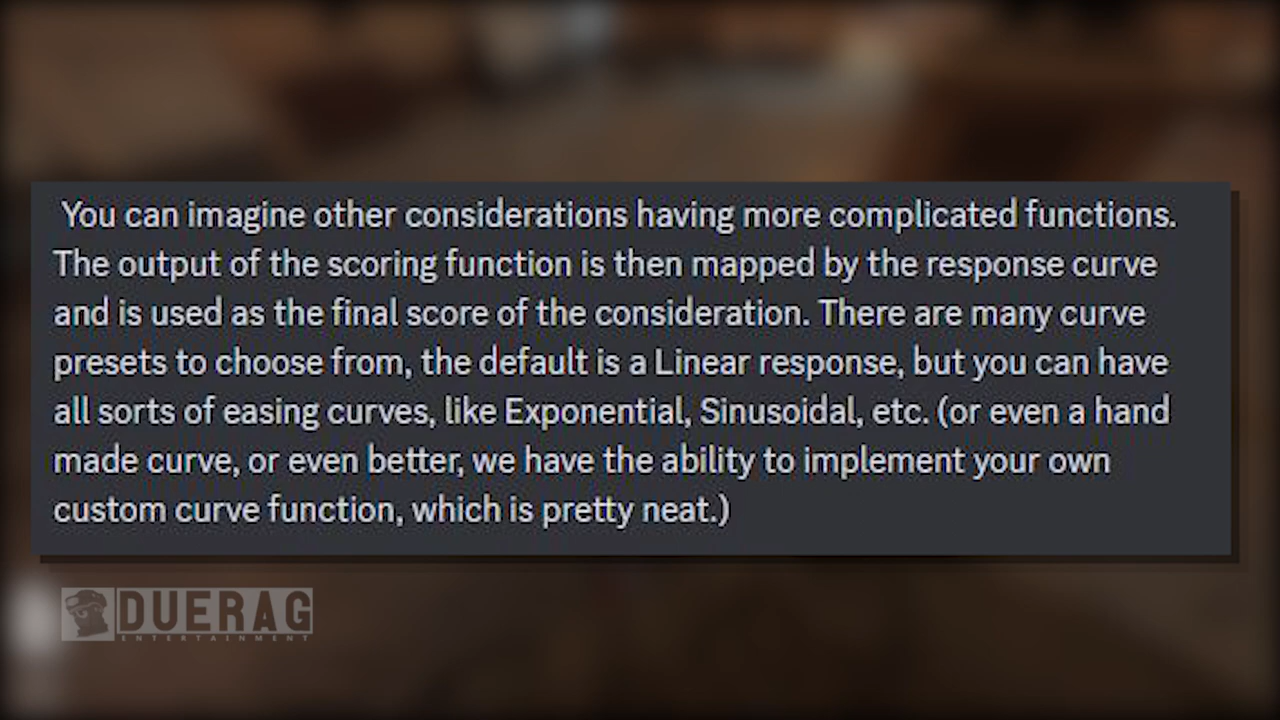 You can imagine other considerations having more complicated functions.
The output of the scoring function is then mapped by the response curve
and is used as the final score of the consideration. There are many curve
presets to choose from, the default is a Linear response, but you can have
all sorts of easing curves, like Exponential, Sinusoidal, etc. (or even a hand
made curve, or even better, we have the ability to implement your own
custom curve function, which is pretty neat.)
DUERAG
ENTERTAINMENT